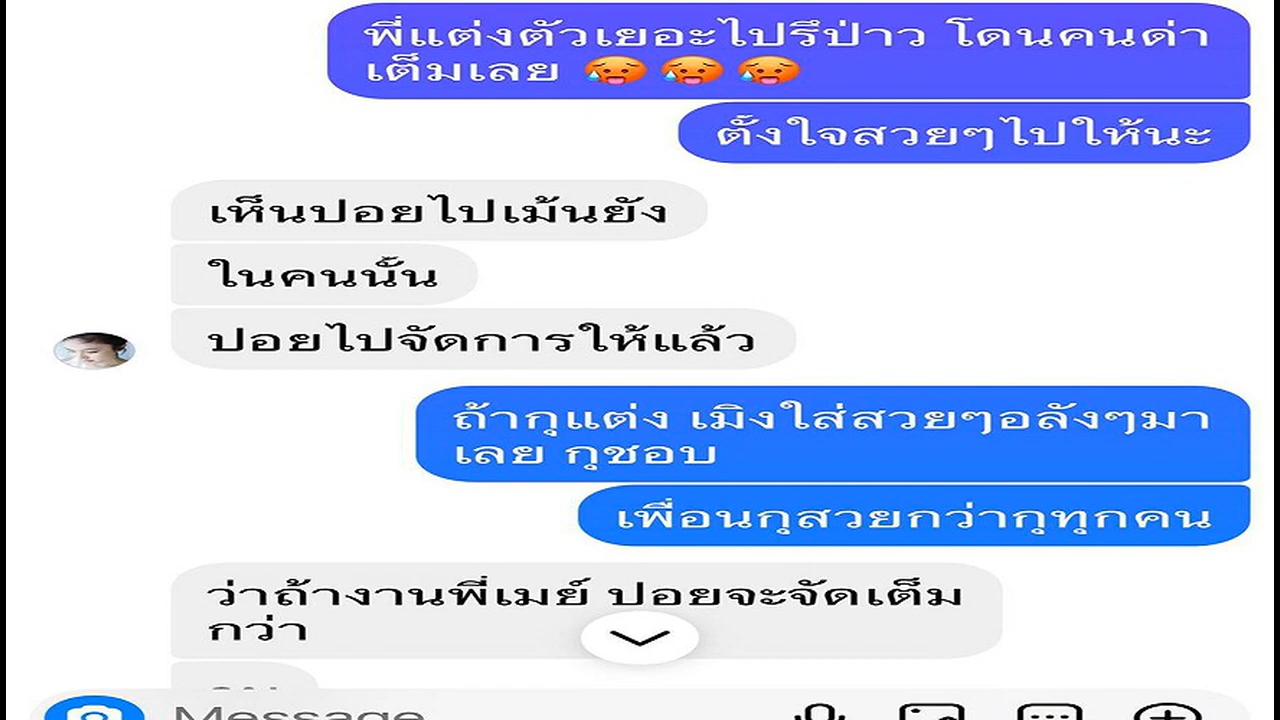 พี่แต่งตัวเยอะไปรึป่าว โดนคนด่า
เต็มเลย 🥵 🥵 🥵
ตั้งใจสวยๆไปให้นะ
เห็นปอยไปเม้นยัง
ในคนนั้น
ปอยไปจัดการให้แล้ว
ถ้ากุแต่ง เมิงใส่สวยๆอลังๆมา
เลย กุชอบ
เพื่อนกุสวยกว่ากุทุกคน
ว่าถ้างานพี่เมย์ ปอยจะจัดเต็ม
กว่า
Message